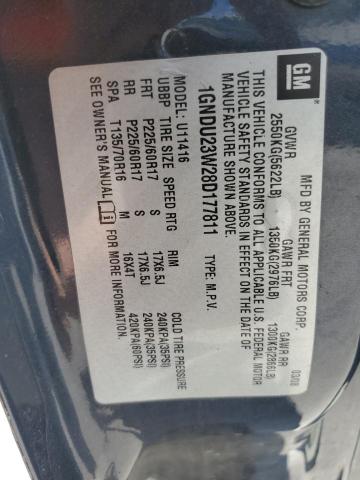 GM
MFD BY GENERAL MOTORS CORP. 03/08
GVWR GAWR FRT GAWR RR
2550KG(5622LB) 1350KG(2976LB) 1300KG(2866LB)
THIS VEHICLE CONFORMS TO ALL APPLICABLE U.S. FEDERAL MOTOR
VEHICLE SAFETY STANDARDS IN EFFECT ON THE DATE OF
MANUFACTURE SHOWN ABOVE.
1GNDU23W28D177811 TYPE: M.P.V.
MODEL: U11416
UBBP TIRE SIZE SPEED RTG RIM COLD TIRE PRESSURE
FRT P225/60R17 S 17X6.5J 240KPA(35PSI)
RR P225/60R17 S 17X6.5J 240KPA(35PSI)
SPT T135/70R16 M 16X4T 420KPA(60PSI)
SEE OWNER'S MANUAL FOR MORE INFORMATION.